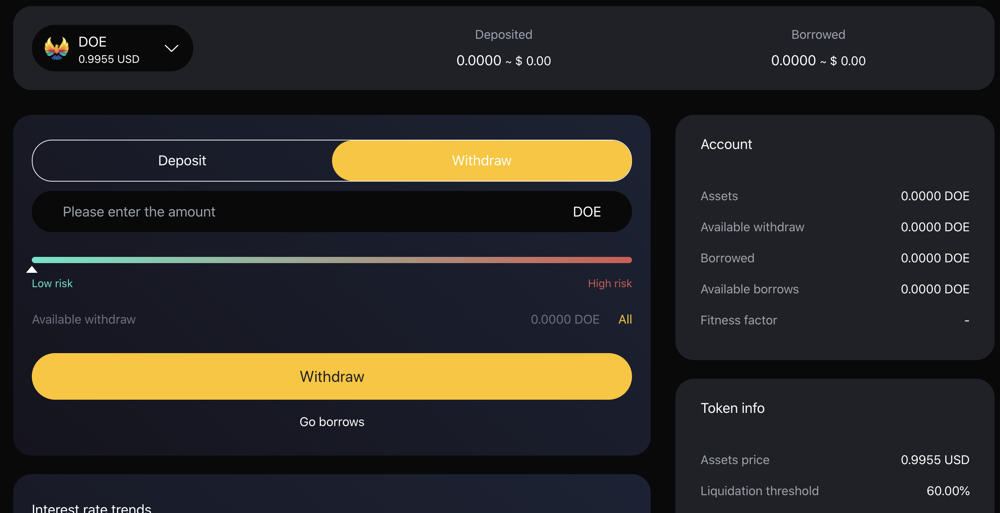 DOE
0.9955 USD
Deposited
0.0000 ~ $ 0.00
Borrowed
0.0000 ~ $ 0.00
Deposit
Withdraw
Please enter the amount
DOE
Low risk
High risk
Available withdraw
0.0000 DOE
All
Withdraw
Go borrows
Interest rate trends
Account
Assets
0.0000 DOE
Available withdraw
0.0000 DOE
Borrowed
0.0000 DOE
Available borrows
0.0000 DOE
Fitness factor
-
Token info
Assets price
0.9955 USD
Liquidation threshold
60.00%